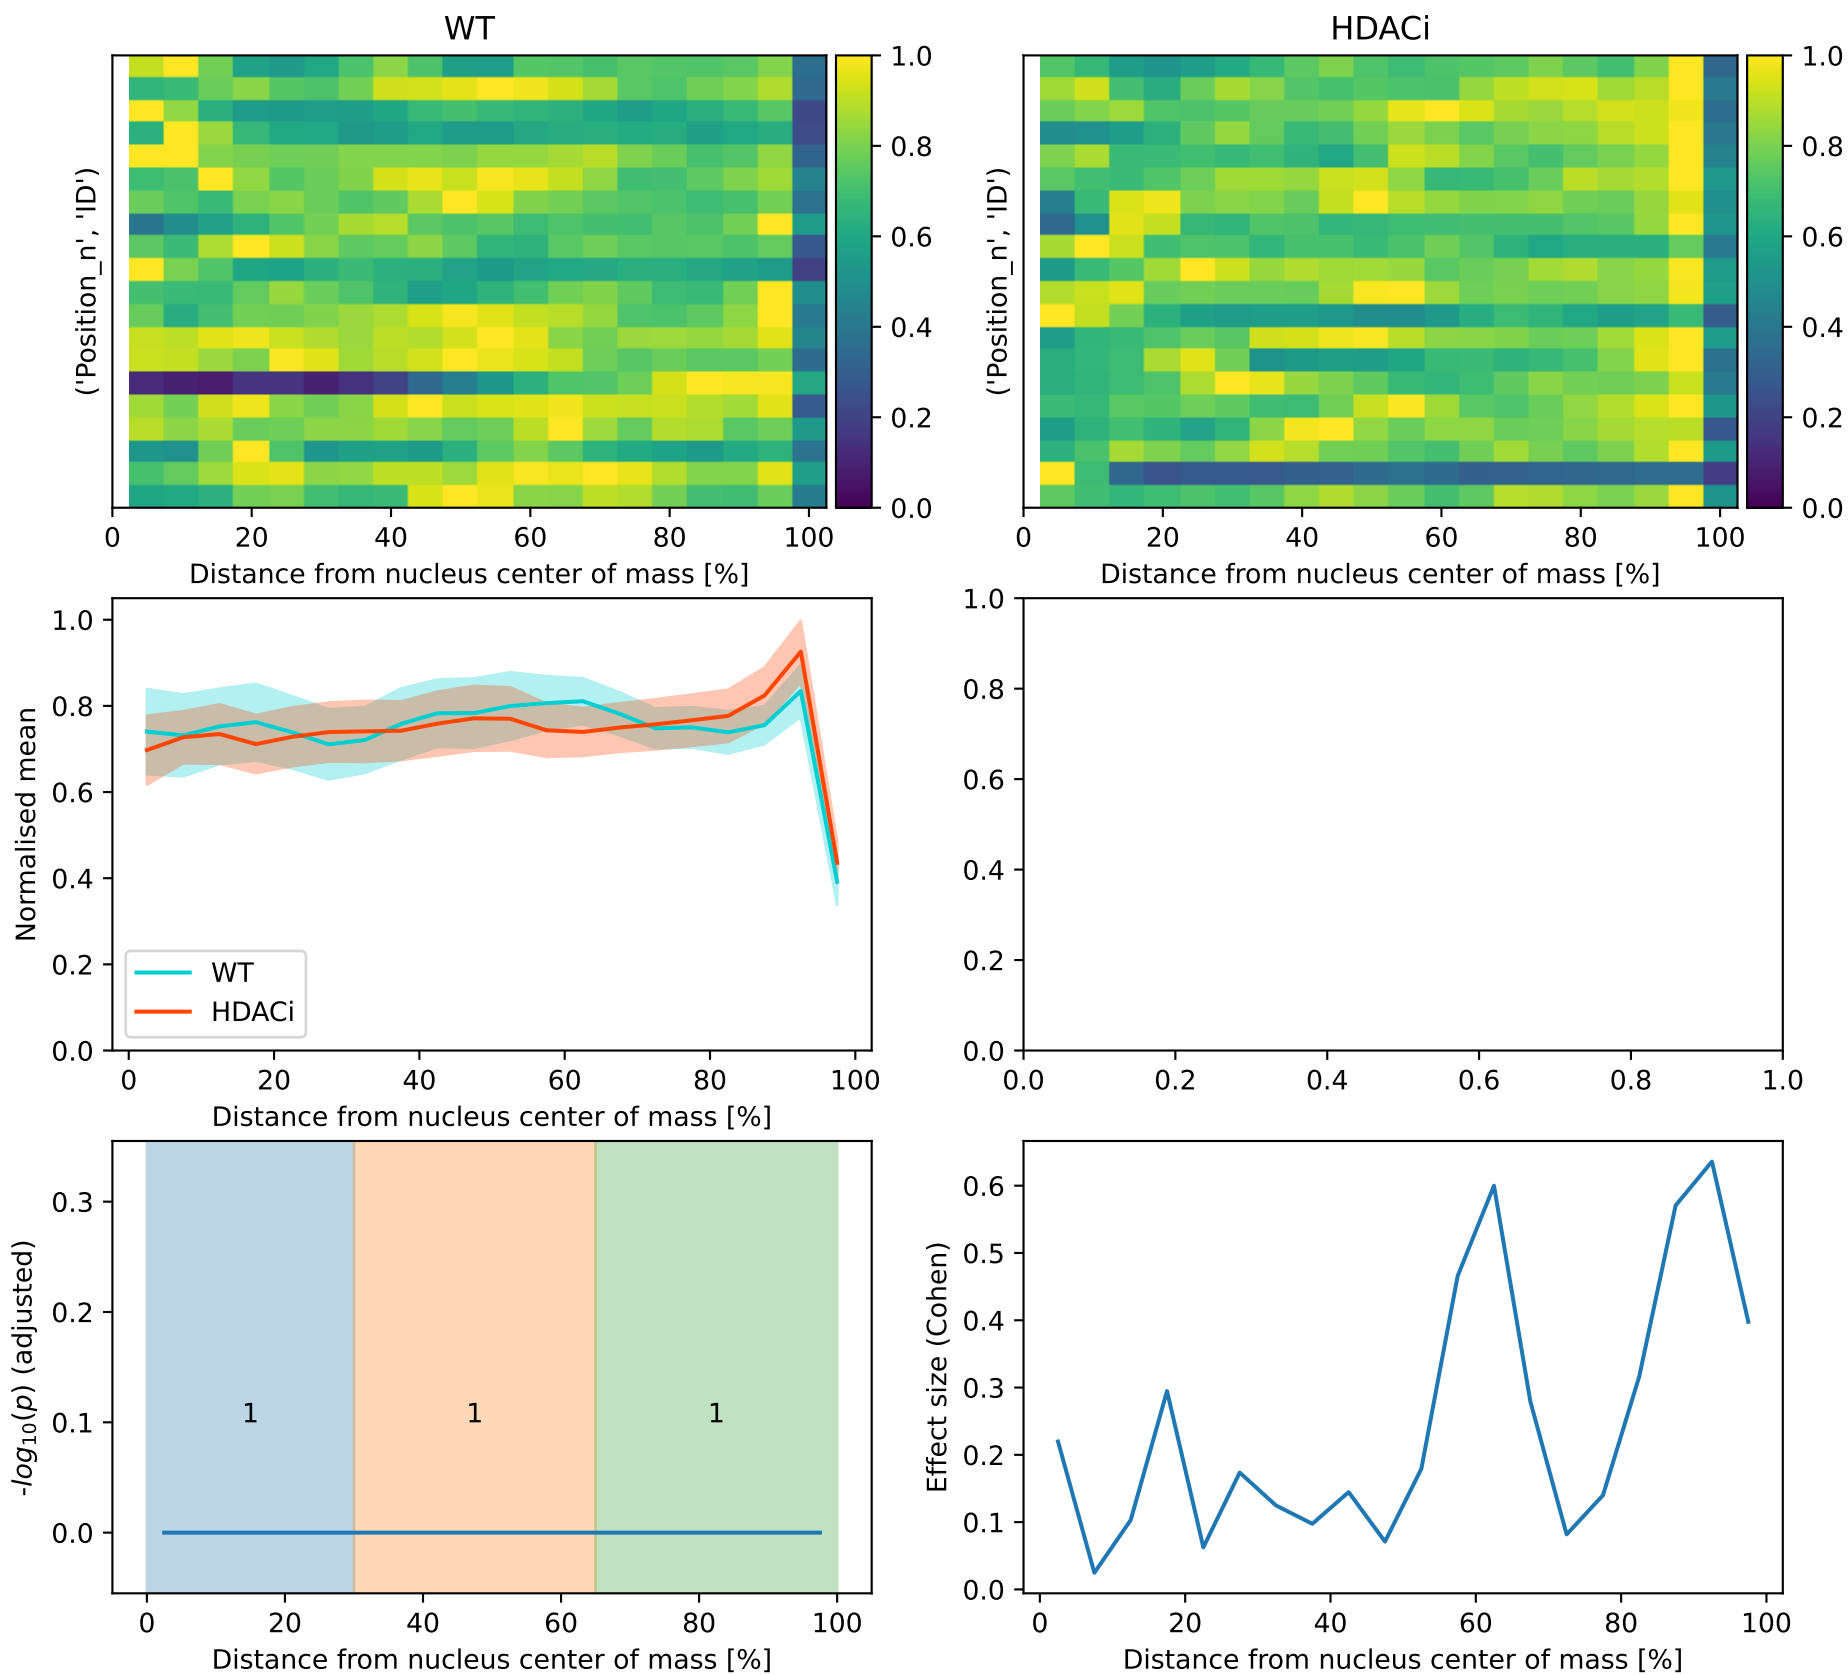 WT
HDACi
('Position_n', 'ID')
0 20 40 60 80 100
Distance from nucleus center of mass [%]
1.0
0.8
0.6
0.4
0.2
0.0
('Position_n', 'ID')
0 20 40 60 80 100
Distance from nucleus center of mass [%]
1.0
0.8
0.6
0.4
0.2
0.0
Normalised mean
1.0
0.8
0.6
0.4
0.2
0.0
WT
HDACi
0 20 40 60 80 100
Distance from nucleus center of mass [%]
1.0
0.8
0.6
0.4
0.2
0.0
0.0 0.2 0.4 0.6 0.8 1.0
-log₁₀(p) (adjusted)
0.3
0.2
0.1
0.0
1 1 1
0 20 40 60 80 100
Distance from nucleus center of mass [%]
Effect size (Cohen)
0.6
0.5
0.4
0.3
0.2
0.1
0.0
0 20 40 60 80 100
Distance from nucleus center of mass [%]